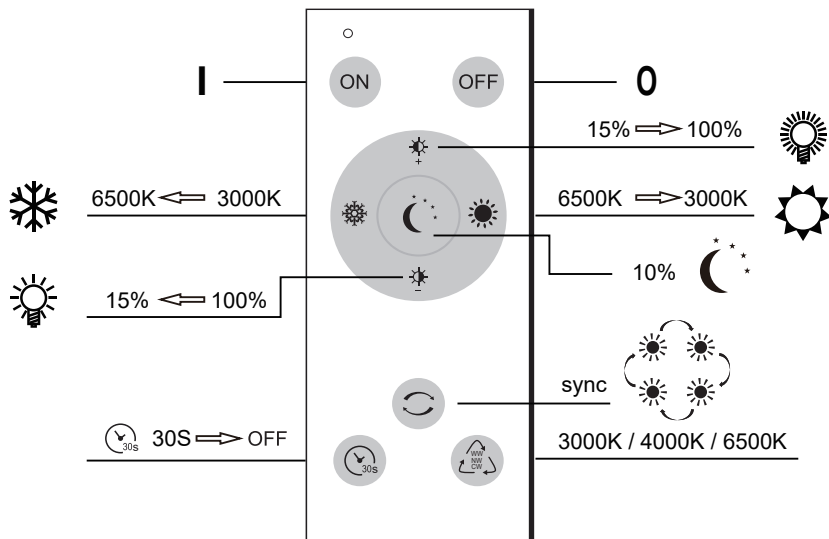 I
ON
OFF
0
15% ⇨ 100%
+
6500K ⇦ 3000K
6500K ⇨ 3000K
10%
15% ⇦ 100%
−
sync
30s 30S ⇨ OFF
30s
WW
NW
CW
3000K / 4000K / 6500K